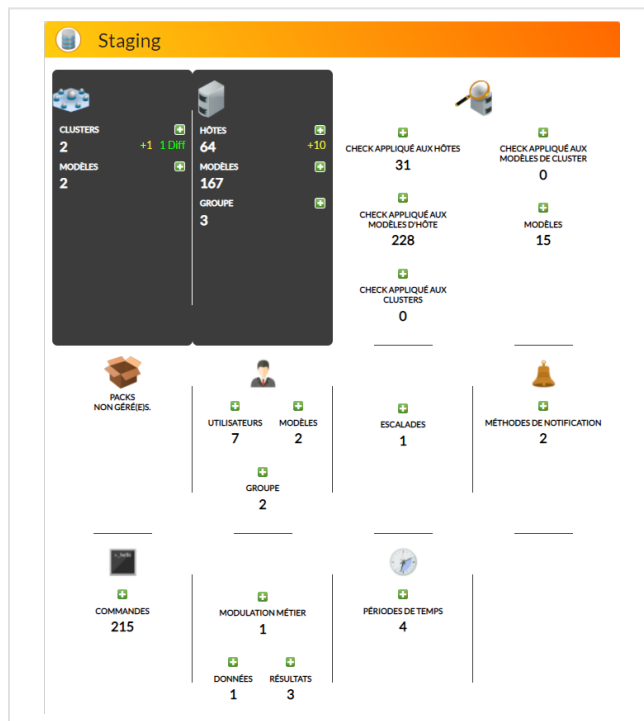 Staging
CLUSTERS
2 +1 1 Diff
MODÈLES
2
HÔTES
64 +10
MODÈLES
167
GROUPE
3
CHECK APPLIQUÉ AUX HÔTES
31
CHECK APPLIQUÉ AUX
MODÈLES DE CLUSTER
0
CHECK APPLIQUÉ AUX
MODÈLES D'HÔTE
228
MODÈLES
15
CHECK APPLIQUÉ AUX
CLUSTERS
0
PACKS
NON GÉRÉ(E)S.
UTILISATEURS
7
MODÈLES
2
GROUPE
2
ESCALADES
1
MÉTHODES DE NOTIFICATION
2
COMMANDES
215
MODULATION MÉTIER
1
DONNÉES
1
RÉSULTATS
3
PÉRIODES DE TEMPS
4